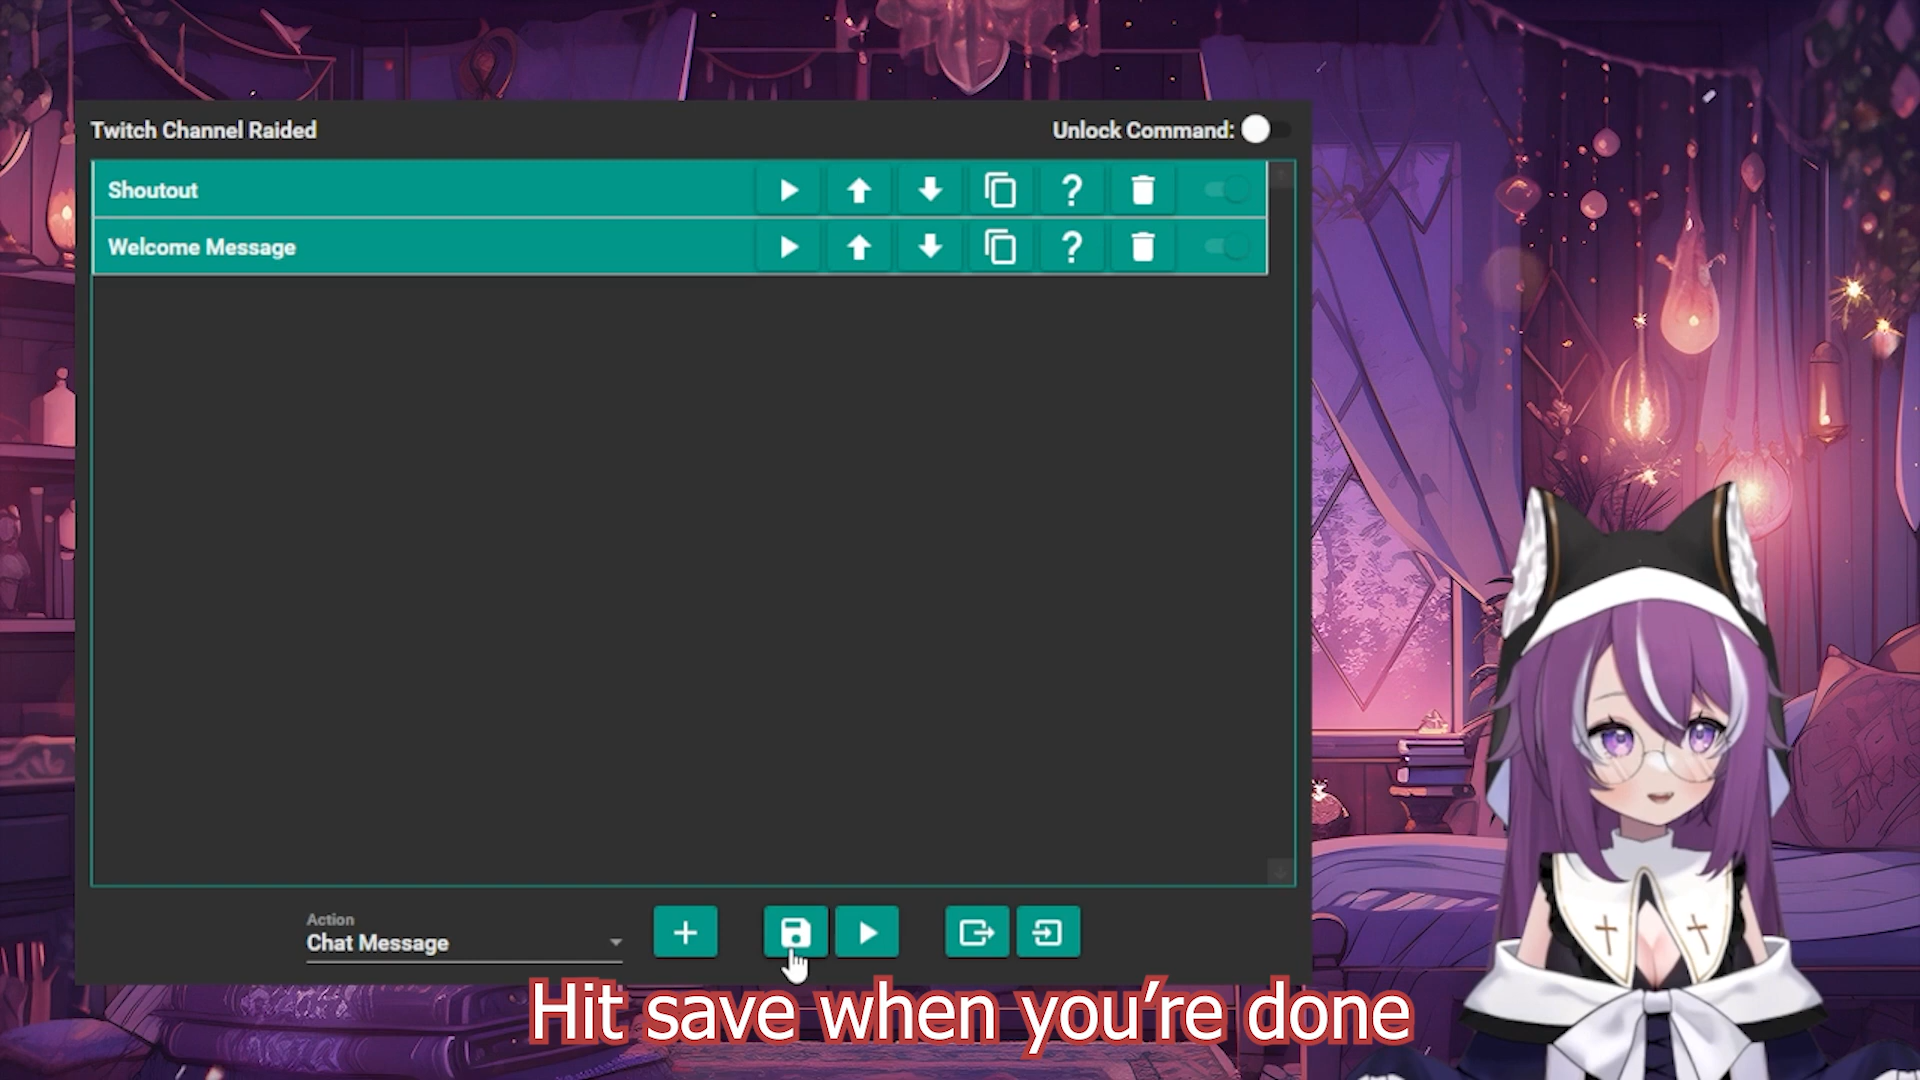 Twitch Channel Raided
Unlock Command:
Shoutout
Welcome Message
Action
Chat Message
Hit save when you’re done